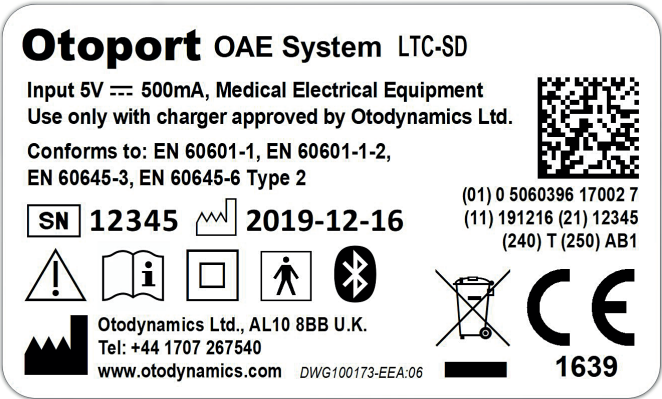 Otoport OAE System LTC-SD
Input 5V ⎓ 500mA, Medical Electrical Equipment
Use only with charger approved by Otodynamics Ltd.
Conforms to: EN 60601-1, EN 60601-1-2,
EN 60645-3, EN 60645-6 Type 2
SN 12345 2019-12-16
(01) 0 5060396 17002 7
(11) 191216 (21) 12345
(240) T (250) AB1
Otodynamics Ltd., AL10 8BB U.K.
Tel: +44 1707 267540
www.otodynamics.com DWG100173-EEA:06
CE
1639